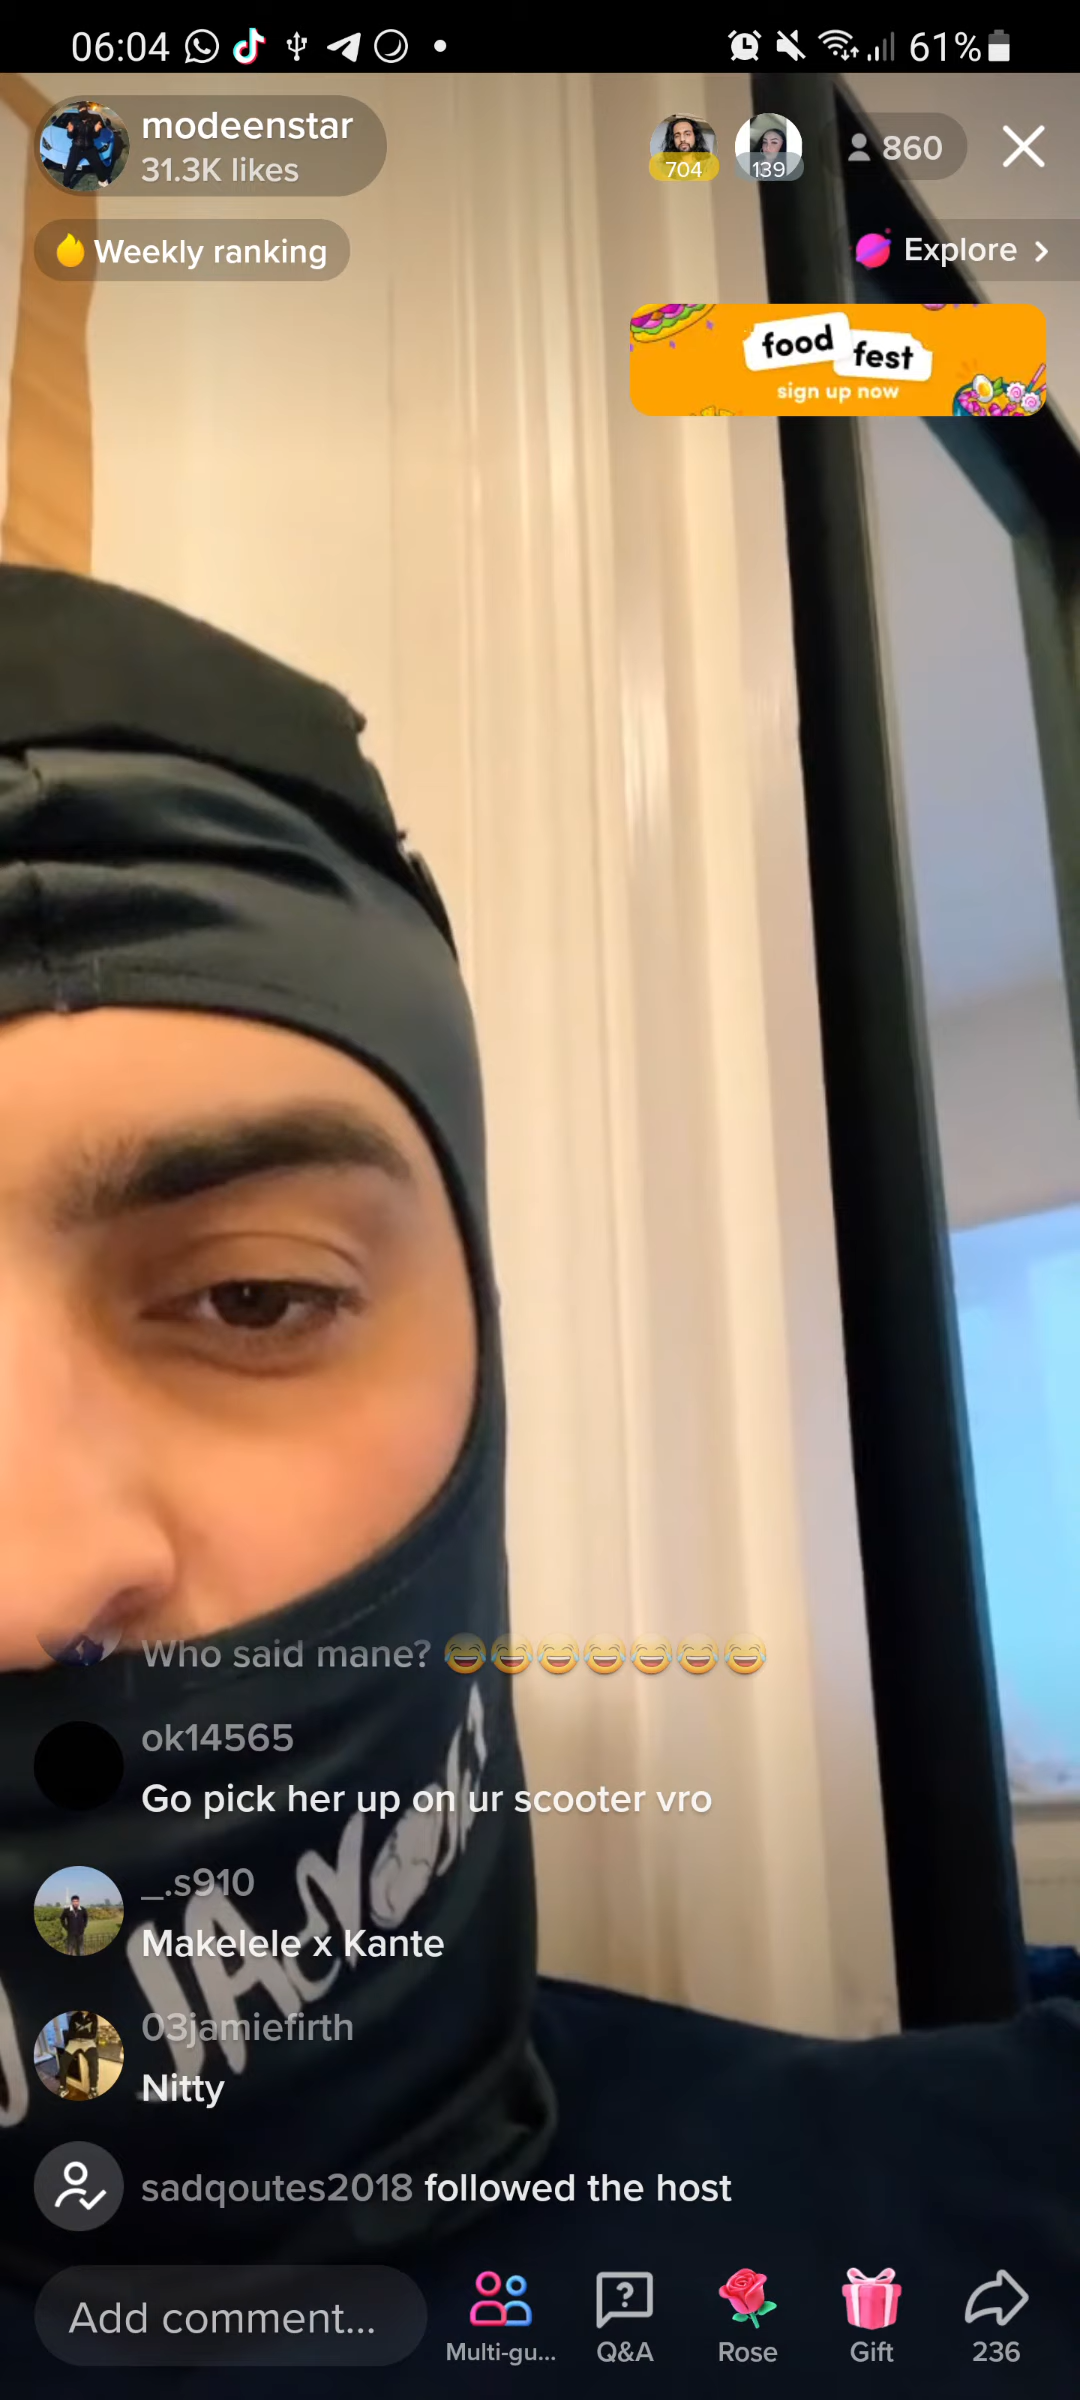 06:04
61%
modeenstar
31.3K likes
704
139
860
Weekly ranking
Explore
food
fest
sign up now
Who said mane? 😂😂😂😂😂😂😂
ok14565
Go pick her up on ur scooter vro
_.s910
Makelele x Kante
03jamiefirth
Nitty
sadqoutes2018 followed the host
Add comment...
Multi-gu...
Q&A
Rose
Gift
236